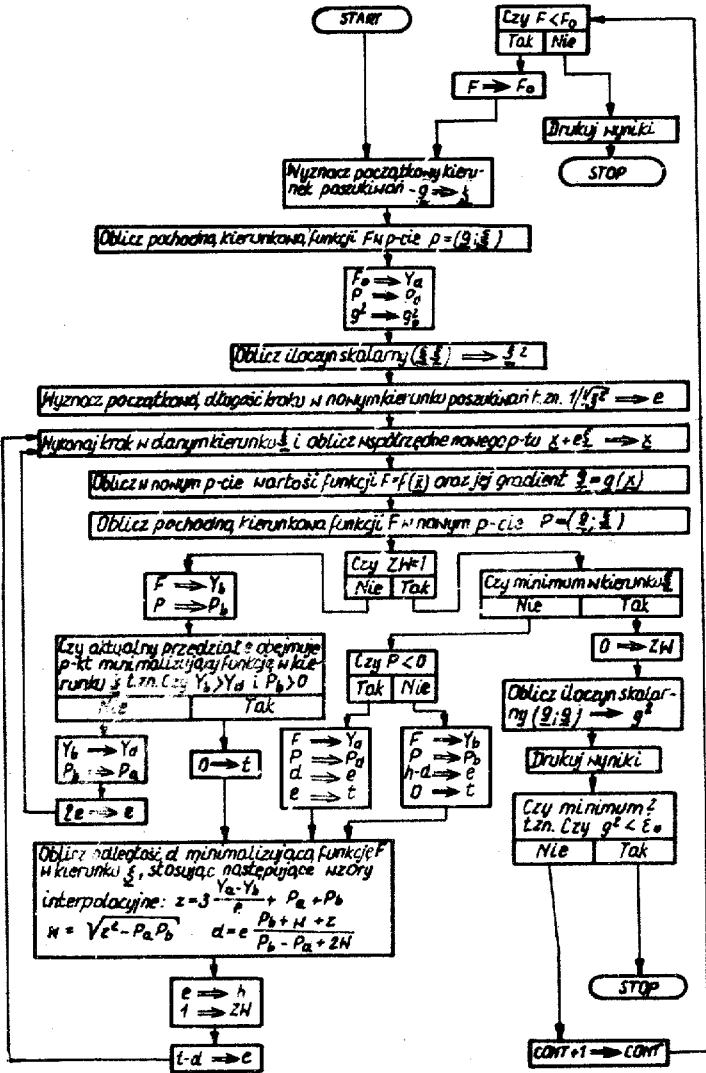 START
Czy F < F₀
Tak Nie
F ⇒ F₀
Drukuj wyniki
STOP
Wyznacz początkowy kieru-
nek poszukiwań -g ⇒ ξ
Oblicz pochodną kierunkową funkcji F w p-cie p=(g;ξ)
F₀ ⇒ Yₐ
P ⇒ Pₐ
g² ⇒ g₀²
Oblicz iloczyn skalarny (ξ;ξ) ⇒ ξ²
Wyznacz początkową długość kroku w nowym kierunku poszukiwań t.zn. 1/√ξ² ⇒ e
Wykonaj krok w danym kierunku ξ i oblicz współrzędne nowego p-tu x+eξ ⇒ x
Oblicz w nowym p-cie wartość funkcji F=f(x) oraz jej gradient g=g(x)
Oblicz pochodną kierunkową funkcji F w nowym p-cie P=(g;ξ)
Czy ZW=1
Nie Tak
F ⇒ Y_b
P ⇒ P_b
Czy minimum w kierunku ξ
Nie Tak
Czy aktualny przedział e obejmuje
p-kt minimalizujący funkcję w kie-
runku ξ t.zn. Czy Y_b>Yₐ i P_b>0
Nie Tak
Czy P<0
Tak Nie
0 ⇒ ZW
Oblicz iloczyn skalar-
ny (g;g) ⇒ g²
Y_b ⇒ Yₐ
P_b ⇒ Pₐ
0 ⇒ t
F ⇒ Yₐ
P ⇒ Pₐ
d ⇒ e
e ⇒ t
F ⇒ Y_b
P ⇒ P_b
h-d ⇒ e
0 ⇒ t
Drukuj wyniki
2e ⇒ e
Czy minimum?
t.zn. Czy g² < ε₀
Nie Tak
Oblicz odległość d minimalizującą funkcję F
w kierunku ξ, stosując następujące wzory
interpolacyjne: z=3 (Yₐ-Y_b)/e + Pₐ + P_b
w = √(z²-PₐP_b) d=e (P_b+w+z)/(P_b-Pₐ+2w)
e ⇒ h
1 ⇒ ZW
STOP
t-d ⇒ e
CONT+1 ⇒ CONT